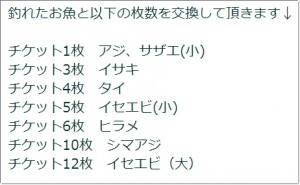 釣れたお魚と以下の枚数を交換して頂きます↓
チケット1枚　アジ、サザエ(小)
チケット3枚　イサキ
チケット4枚　タイ
チケット5枚　イセエビ(小)
チケット6枚　ヒラメ
チケット10枚　シマアジ
チケット12枚　イセエビ（大）